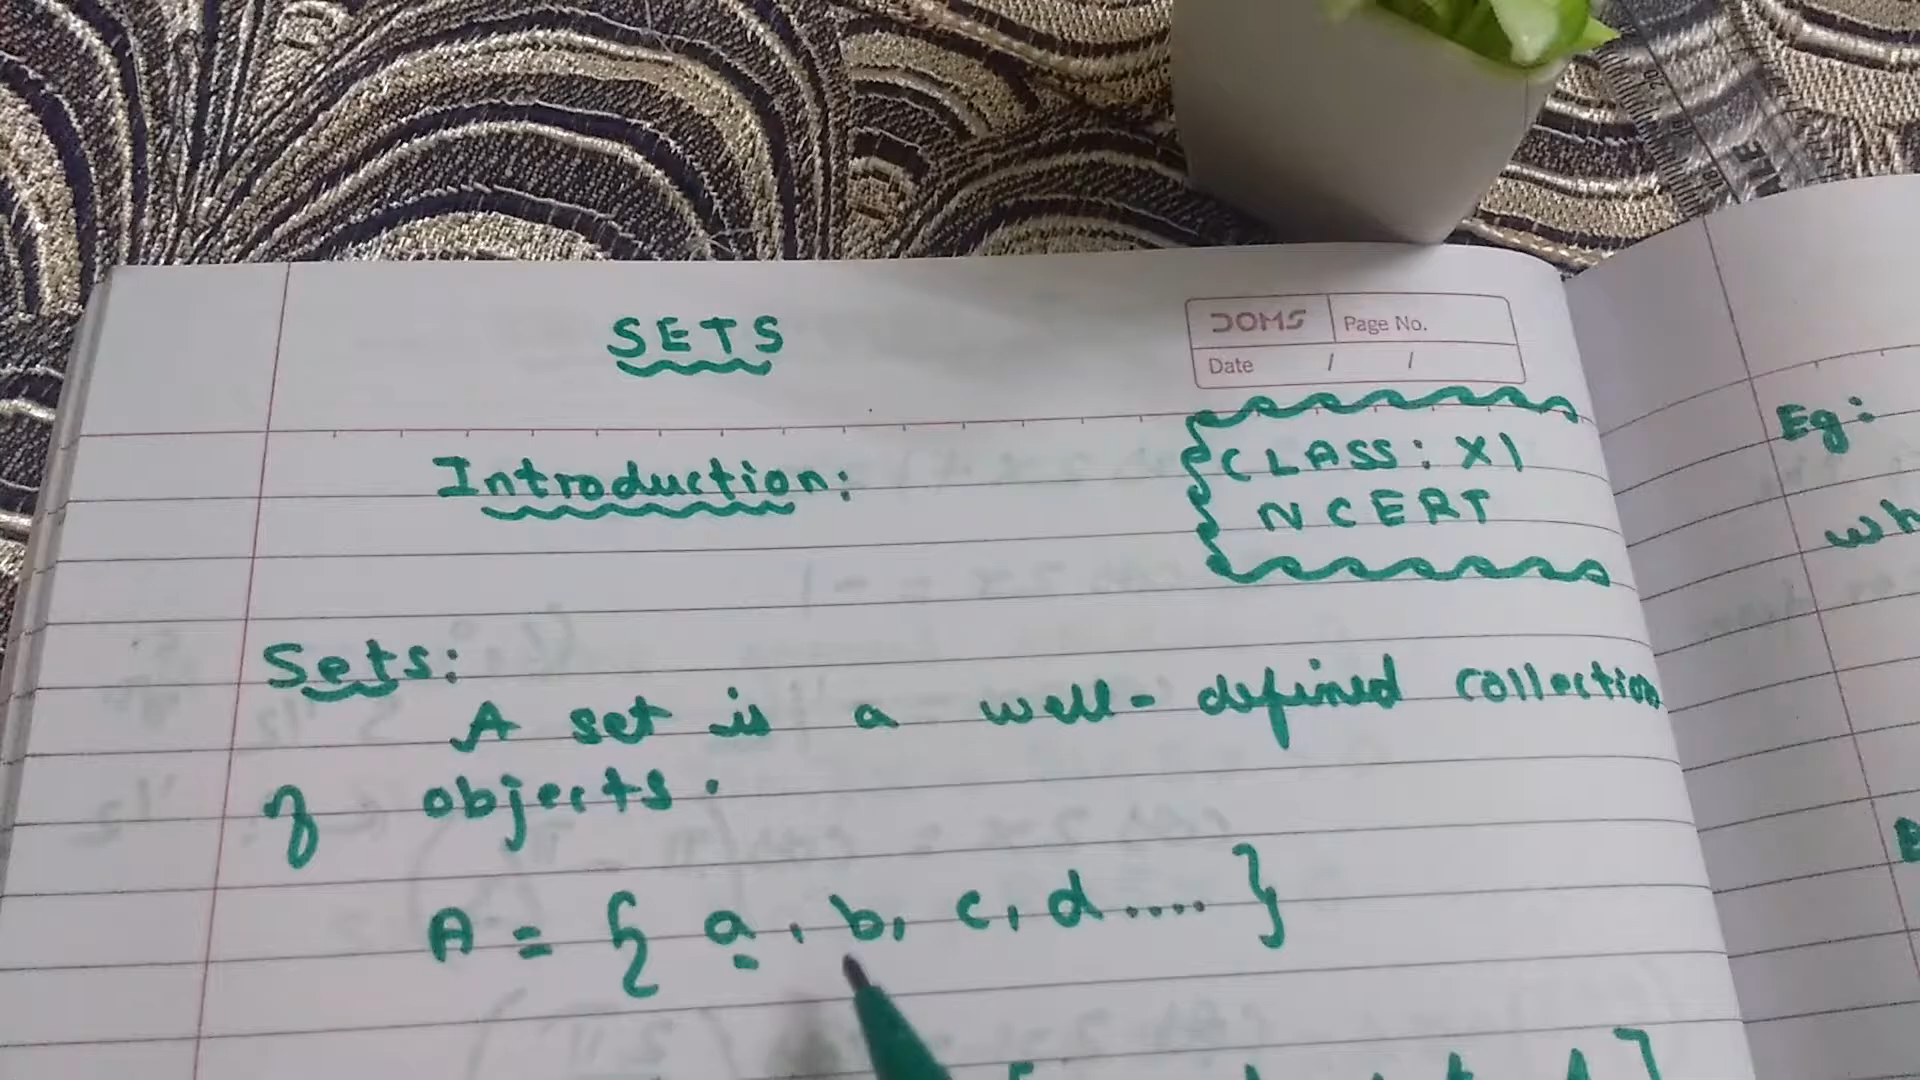 SETS
DOMS Page No.
Date / /
Introduction:
CLASS: XI
NCERT
Sets:
A set is a well-defined collection
of objects.
A = { a, b, c, d .... }
Eg: